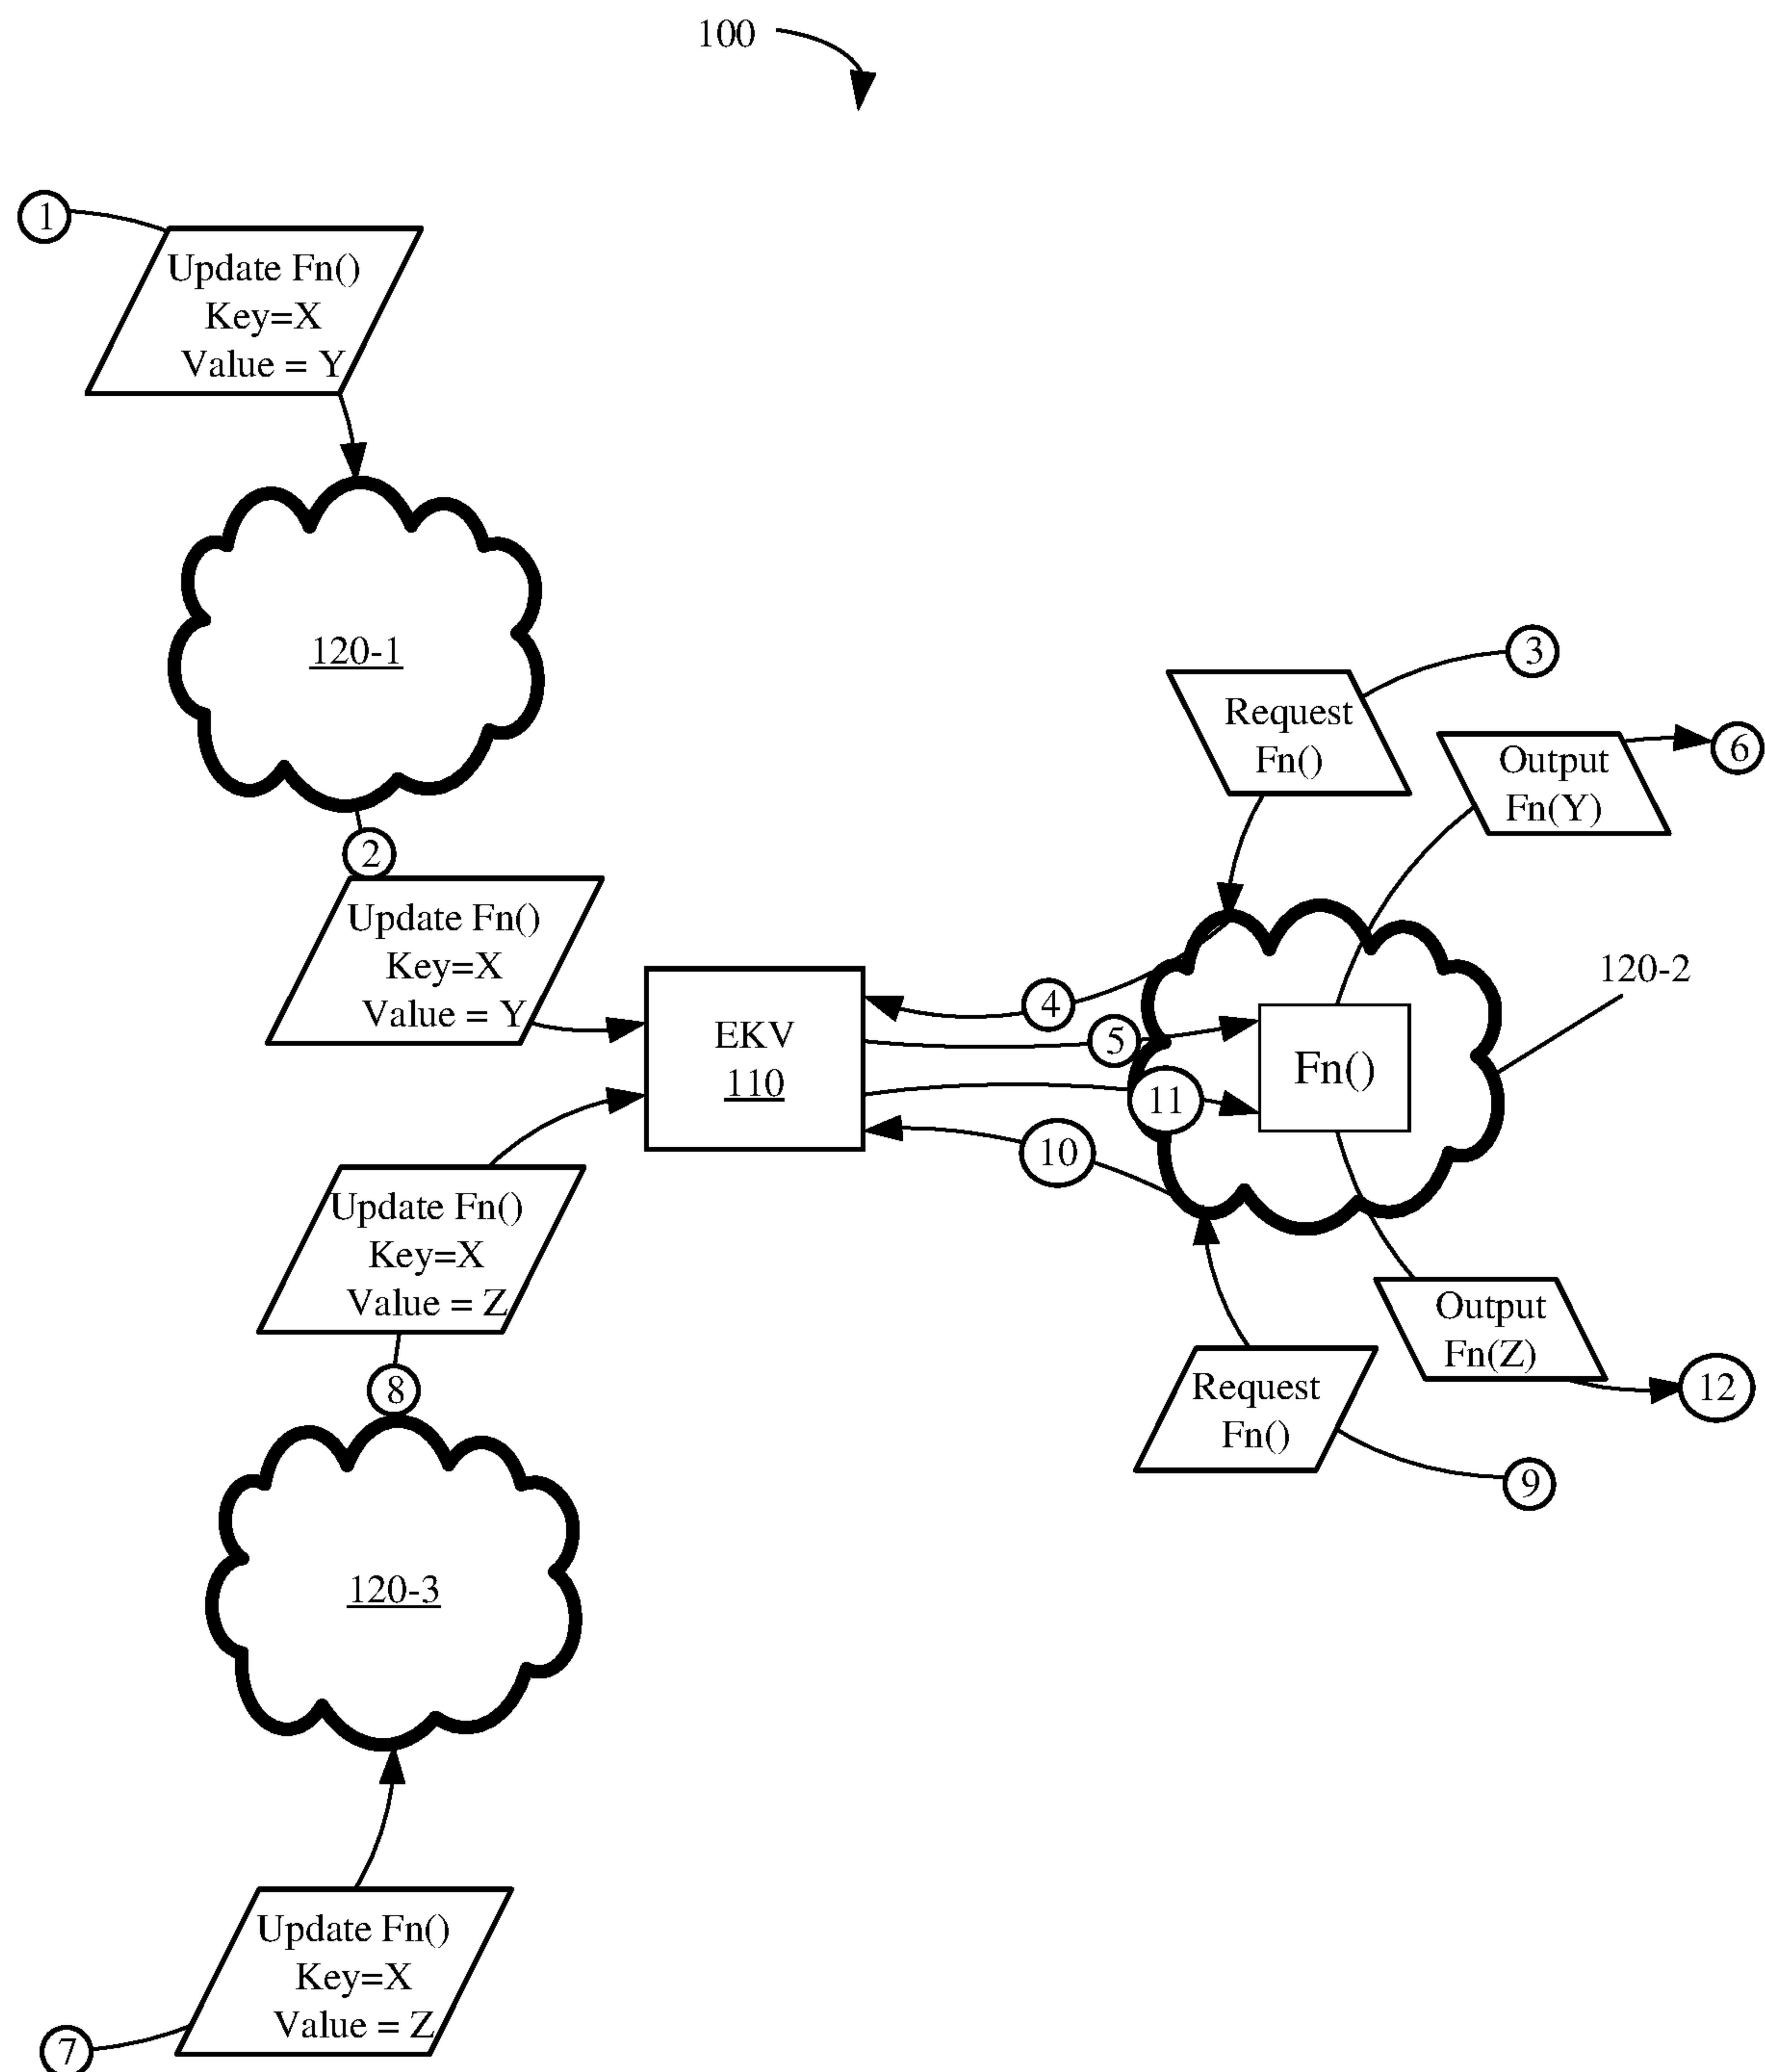 100
1
Update Fn()
Key=X
Value = Y
120-1
2
Update Fn()
Key=X
Value = Y
3
Request
Fn()
Output
Fn(Y)
6
120-2
4
5
EKV
110
Fn()
11
10
Update Fn()
Key=X
Value = Z
8
Output
Fn(Z)
12
Request
Fn()
9
120-3
Update Fn()
Key=X
Value = Z
7